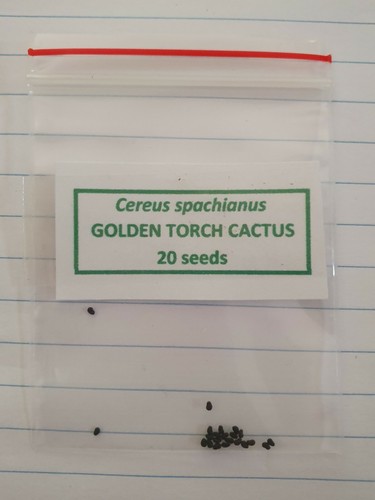 Cereus spachianus
GOLDEN TORCH CACTUS
20 seeds